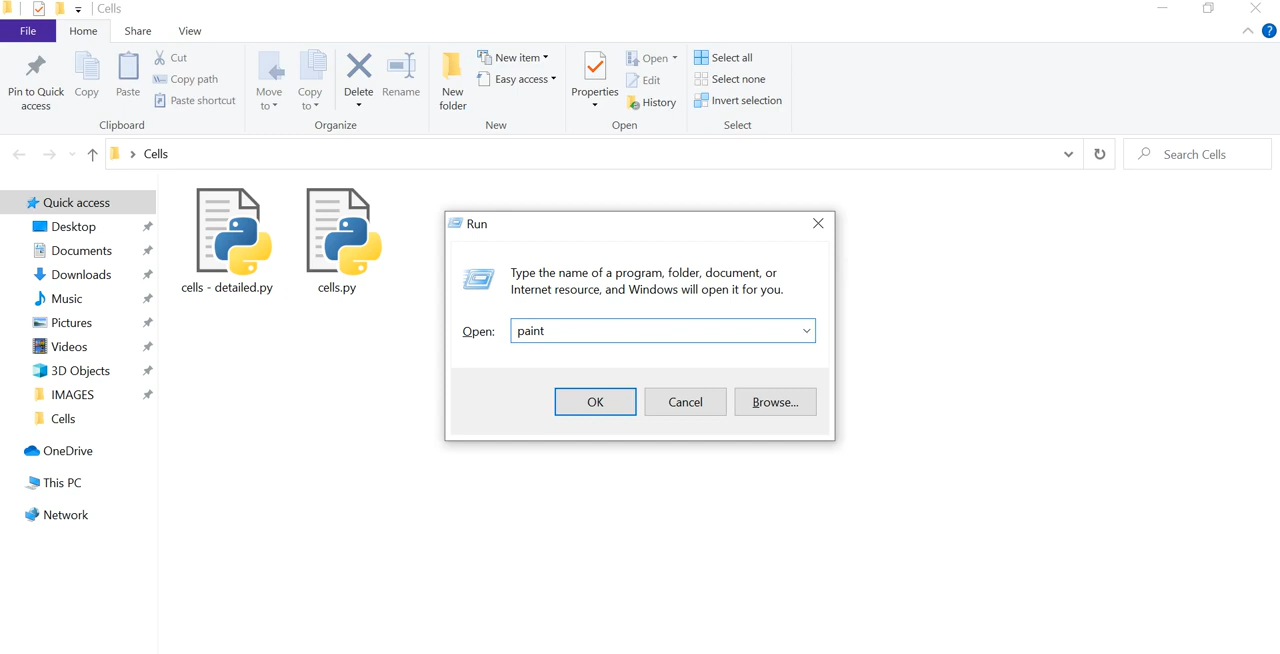 Cells
File Home Share View
Pin to Quick access
Copy
Paste
Cut
Copy path
Paste shortcut
Clipboard
Move to
Copy to
Delete
Rename
Organize
New folder
New item
Easy access
New
Properties
Open
Edit
History
Open
Select all
Select none
Invert selection
Select
Cells
Search Cells
Quick access
Desktop
Documents
Downloads
Music
Pictures
Videos
3D Objects
IMAGES
Cells
OneDrive
This PC
Network
cells - detailed.py
cells.py
Run
Type the name of a program, folder, document, or
Internet resource, and Windows will open it for you.
Open: paint
OK Cancel Browse...